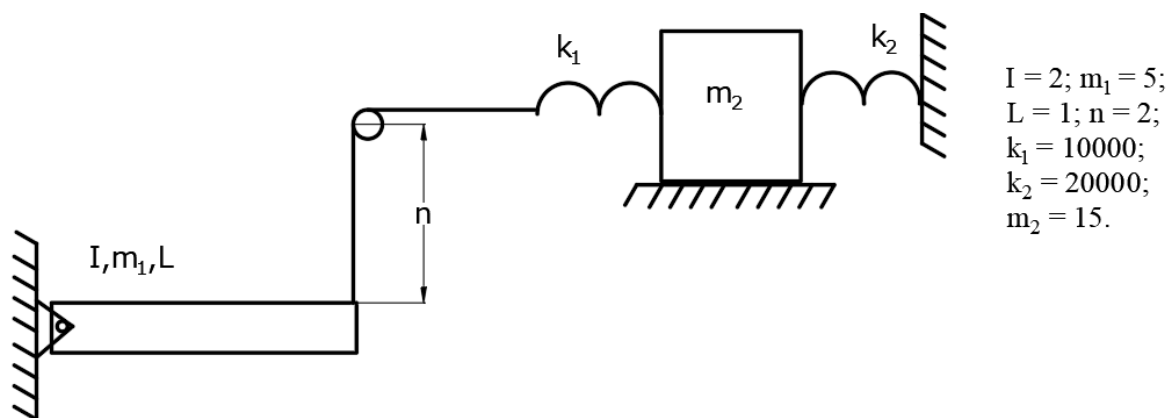 k₁
k₂
m₂
n
I,m₁,L
I = 2; m₁ = 5;
L = 1; n = 2;
k₁ = 10000;
k₂ = 20000;
m₂ = 15.